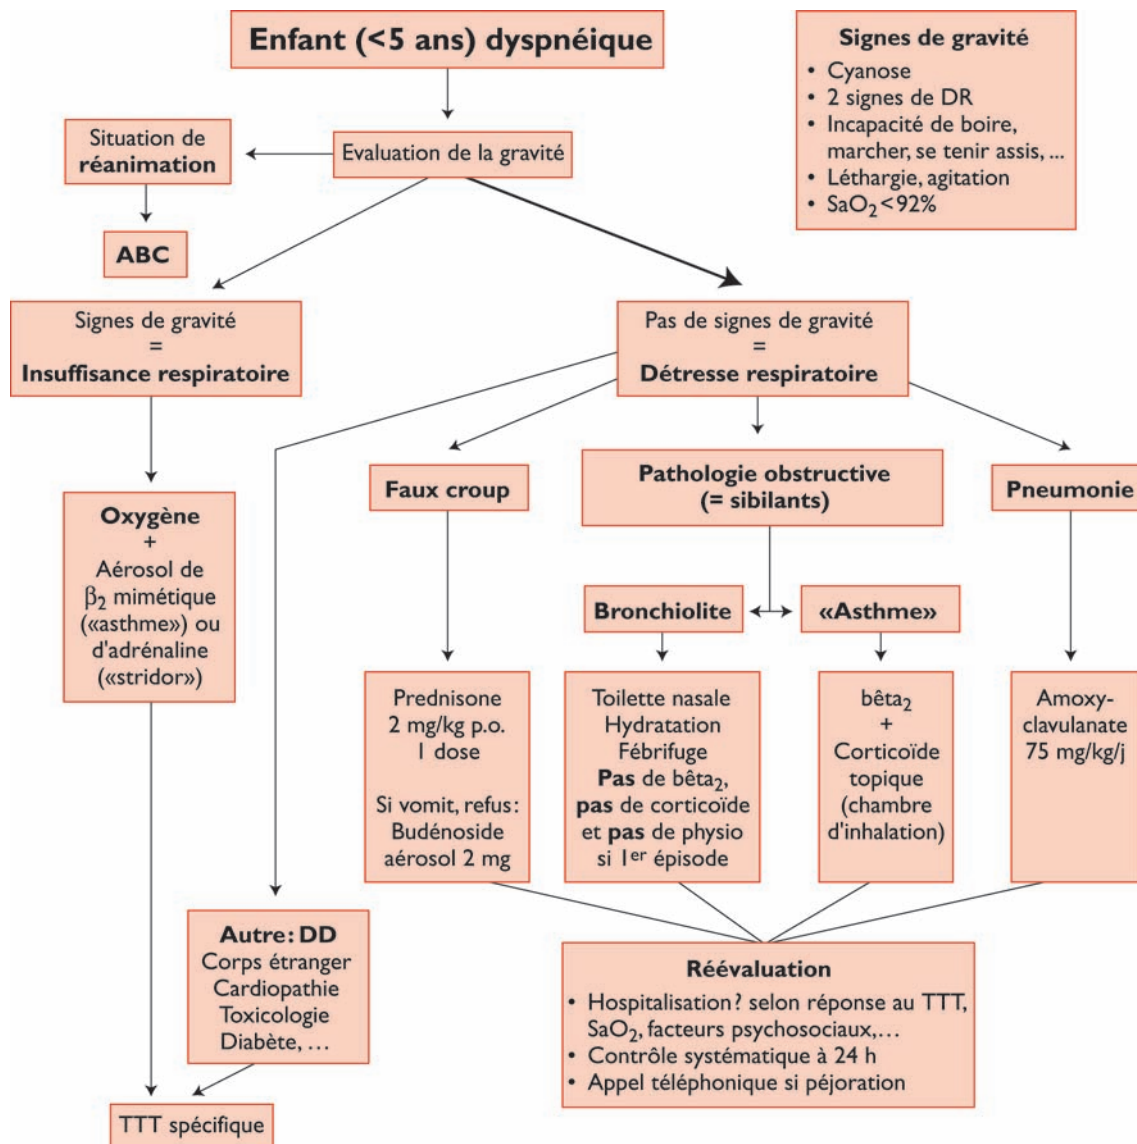 Enfant (<5 ans) dyspnéique
Signes de gravité
• Cyanose
• 2 signes de DR
• Incapacité de boire,
marcher, se tenir assis, ...
• Léthargie, agitation
• SaO₂<92%
Situation de
réanimation
Evaluation de la gravité
ABC
Signes de gravité
=
Insuffisance respiratoire
Pas de signes de gravité
=
Détresse respiratoire
Faux croup
Pathologie obstructive
(= sibilants)
Pneumonie
Oxygène
+
Aérosol de
β₂ mimétique
(«asthme») ou
d'adrénaline
(«stridor»)
Bronchiolite
«Asthme»
Prednisone
2 mg/kg p.o.
1 dose
Si vomit, refus:
Budénoside
aérosol 2 mg
Toilette nasale
Hydratation
Fébrifuge
Pas de bêta₂,
pas de corticoïde
et pas de physio
si 1er épisode
bêta₂
+
Corticoïde
topique
(chambre
d'inhalation)
Amoxy-
clavulanate
75 mg/kg/j
Autre: DD
Corps étranger
Cardiopathie
Toxicologie
Diabète, …
Réévaluation
• Hospitalisation? selon réponse au TTT,
SaO₂, facteurs psychosociaux,…
• Contrôle systématique à 24 h
• Appel téléphonique si péjoration
TTT spécifique